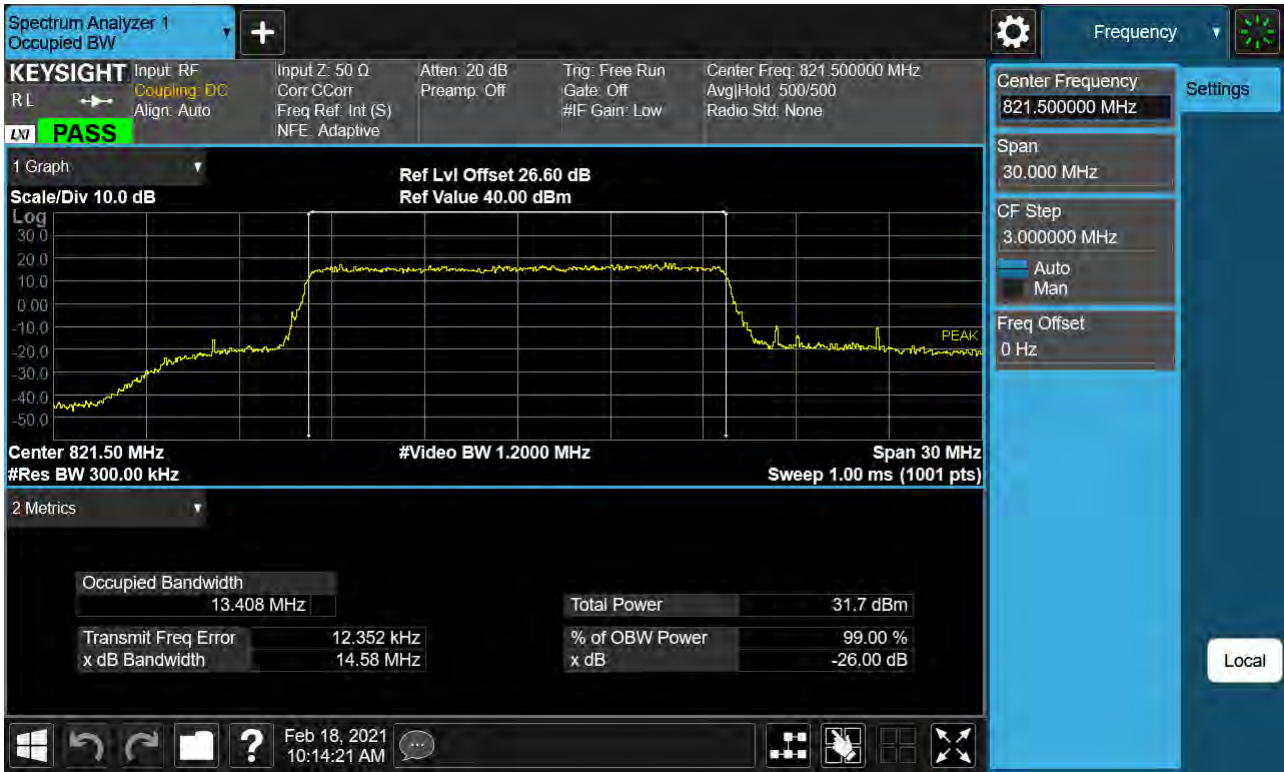 Spectrum Analyzer 1
Occupied BW
+
Frequency
KEYSIGHT
R L
LXI
PASS
Input: RF
Coupling: DC
Align: Auto
Input Z: 50 Ω
Corr CCorr
Freq Ref: Int (S)
NFE: Adaptive
Atten: 20 dB
Preamp: Off
Trig: Free Run
Gate: Off
#IF Gain: Low
Center Freq: 821.500000 MHz
Avg|Hold: 500/500
Radio Std: None
Center Frequency
821.500000 MHz
Settings
Span
30.000 MHz
CF Step
3.000000 MHz
Auto
Man
Freq Offset
0 Hz
1 Graph
Scale/Div 10.0 dB
Ref Lvl Offset 26.60 dB
Ref Value 40.00 dBm
Log
30.0
20.0
10.0
0.00
-10.0
-20.0
-30.0
-40.0
-50.0
PEAK
Center 821.50 MHz
#Video BW 1.2000 MHz
Span 30 MHz
#Res BW 300.00 kHz
Sweep 1.00 ms (1001 pts)
2 Metrics
Occupied Bandwidth
13.408 MHz
Total Power 31.7 dBm
Transmit Freq Error 12.352 kHz
% of OBW Power 99.00 %
x dB Bandwidth 14.58 MHz
x dB -26.00 dB
Local
?
Feb 18, 2021
10:14:21 AM